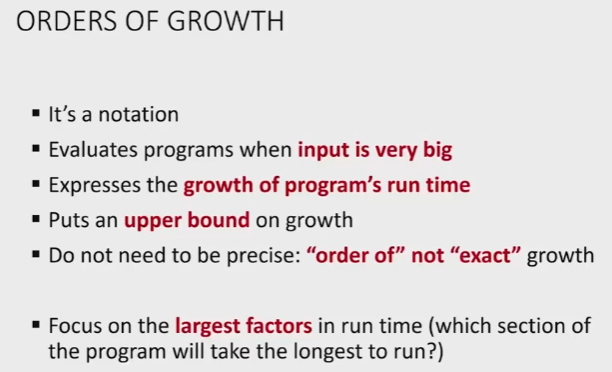 ORDERS OF GROWTH
▪ It’s a notation
▪ Evaluates programs when input is very big
▪ Expresses the growth of program’s run time
▪ Puts an upper bound on growth
▪ Do not need to be precise: “order of” not “exact” growth
▪ Focus on the largest factors in run time (which section of
the program will take the longest to run?)